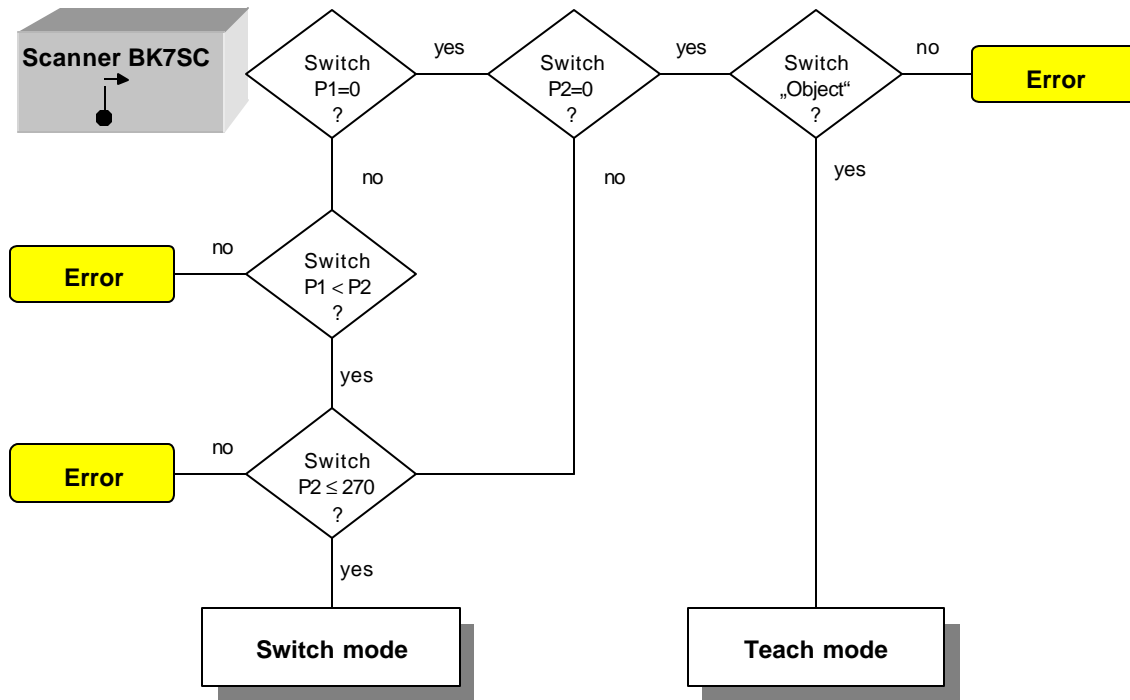 Scanner BK7SC
Switch
P1=0
?
yes
Switch
P2=0
?
yes
Switch
„Object“
?
no
Error
no
no
yes
Error
no
Switch
P1 < P2
?
yes
Error
no
Switch
P2 ≤ 270
?
yes
Switch mode
Teach mode